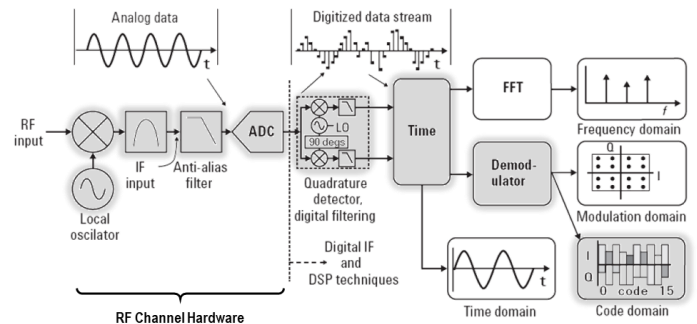 Analog data
Digitized data stream
t
t
RF
input
IF
input
Anti-alias
filter
ADC
LO
90 degs
Time
FFT
f
Frequency domain
Demod-
ulator
Q
I
Modulation domain
Local
oscilator
Quadrature
detector,
digital filtering
Digital IF
and
DSP techniques
t
Time domain
I
Q
0 code 15
Code domain
RF Channel Hardware